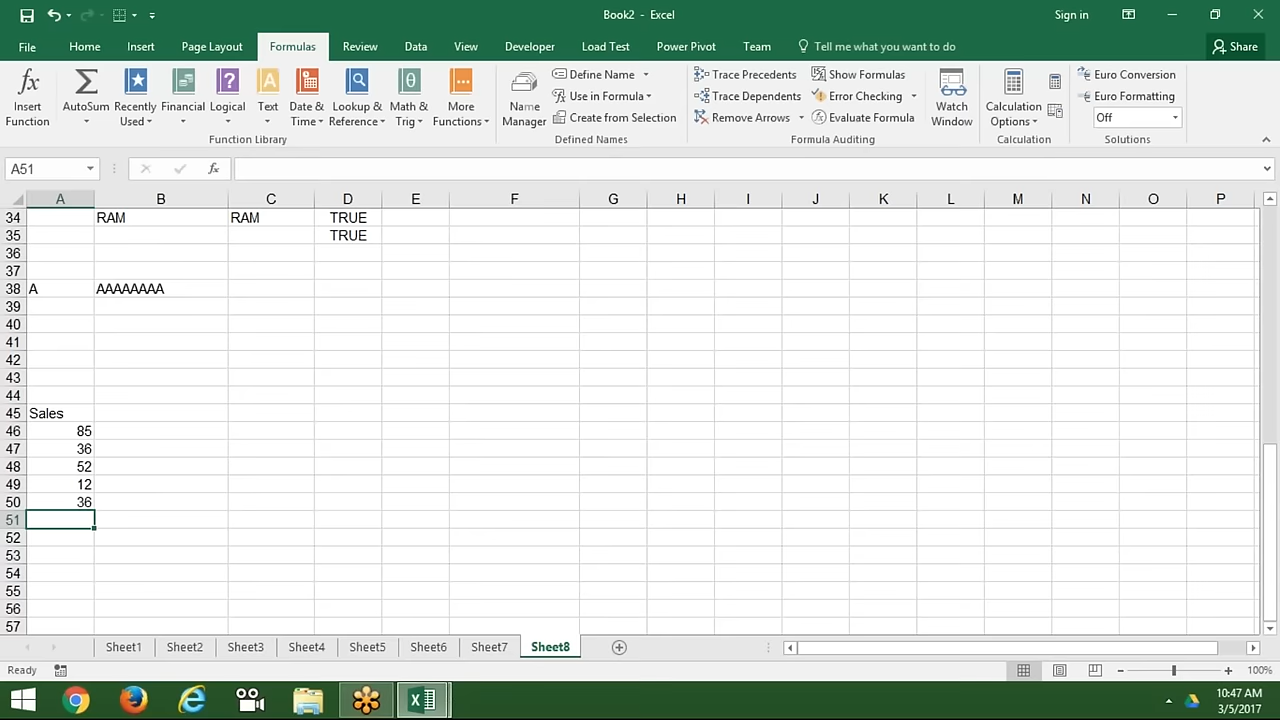 Book2 - Excel
Sign in
File Home Insert Page Layout Formulas Review Data View Developer Load Test Power Pivot Team Tell me what you want to do Share
Insert Function
AutoSum
Recently Used
Financial
Logical
Text
Date & Time
Lookup & Reference
Math & Trig
More Functions
Function Library
Name Manager
Define Name
Use in Formula
Create from Selection
Defined Names
Trace Precedents
Trace Dependents
Remove Arrows
Show Formulas
Error Checking
Evaluate Formula
Formula Auditing
Watch Window
Calculation Options
Calculation
Euro Conversion
Euro Formatting
Off
Solutions
A51 fx
A B C D E F G H I J K L M N O P
34 RAM RAM TRUE
35 TRUE
36
37
38 A AAAAAAAA
39
40
41
42
43
44
45 Sales
46 85
47 36
48 52
49 12
50 36
51
52
53
54
55
56
57
Sheet1 Sheet2 Sheet3 Sheet4 Sheet5 Sheet6 Sheet7 Sheet8
Ready 100%
10:47 AM
3/5/2017